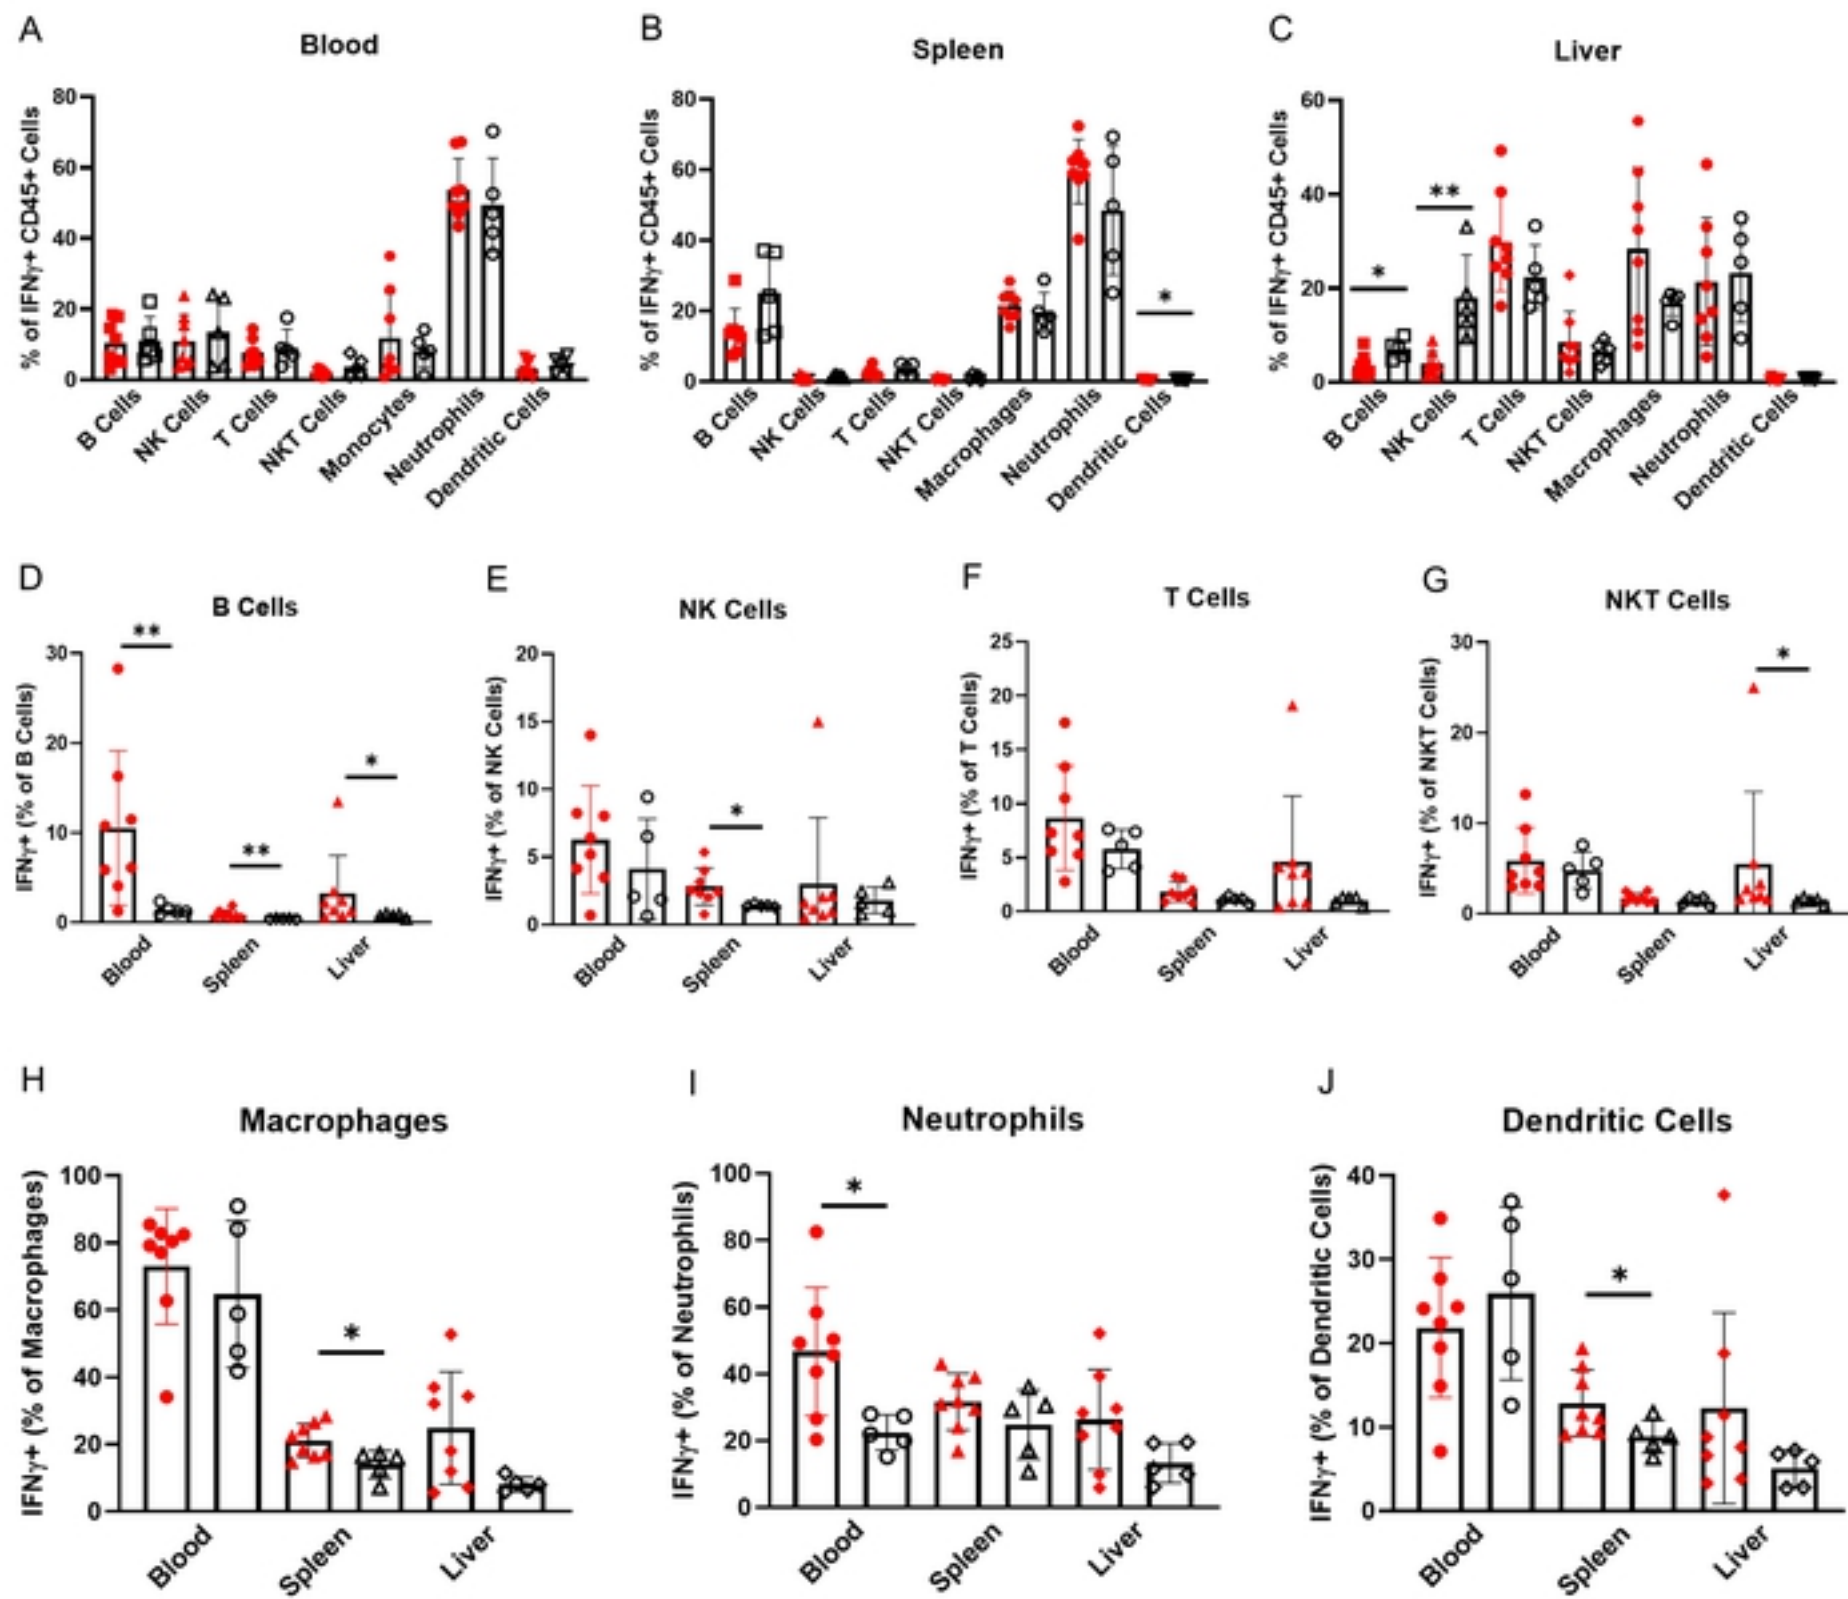 A
Blood
% of IFNγ+ CD45+ Cells
80
60
40
20
0
B Cells
NK Cells
T Cells
NKT Cells
Monocytes
Neutrophils
Dendritic Cells
B
Spleen
% of IFNγ+ CD45+ Cells
80
60
40
20
0
*
B Cells
NK Cells
T Cells
NKT Cells
Macrophages
Neutrophils
Dendritic Cells
C
Liver
% of IFNγ+ CD45+ Cells
60
40
20
0
*
**
B Cells
NK Cells
T Cells
NKT Cells
Macrophages
Neutrophils
Dendritic Cells
D
B Cells
IFNγ+ (% of B Cells)
30
20
10
0
**
**
*
Blood
Spleen
Liver
E
NK Cells
IFNγ+ (% of NK Cells)
20
15
10
5
0
*
Blood
Spleen
Liver
F
T Cells
IFNγ+ (% of T Cells)
25
20
15
10
5
0
Blood
Spleen
Liver
G
NKT Cells
IFNγ+ (% of NKT Cells)
30
20
10
0
*
Blood
Spleen
Liver
H
Macrophages
IFNγ+ (% of Macrophages)
100
80
60
40
20
0
*
Blood
Spleen
Liver
I
Neutrophils
IFNγ+ (% of Neutrophils)
100
80
60
40
20
0
*
Blood
Spleen
Liver
J
Dendritic Cells
IFNγ+ (% of Dendritic Cells)
40
30
20
10
0
*
Blood
Spleen
Liver